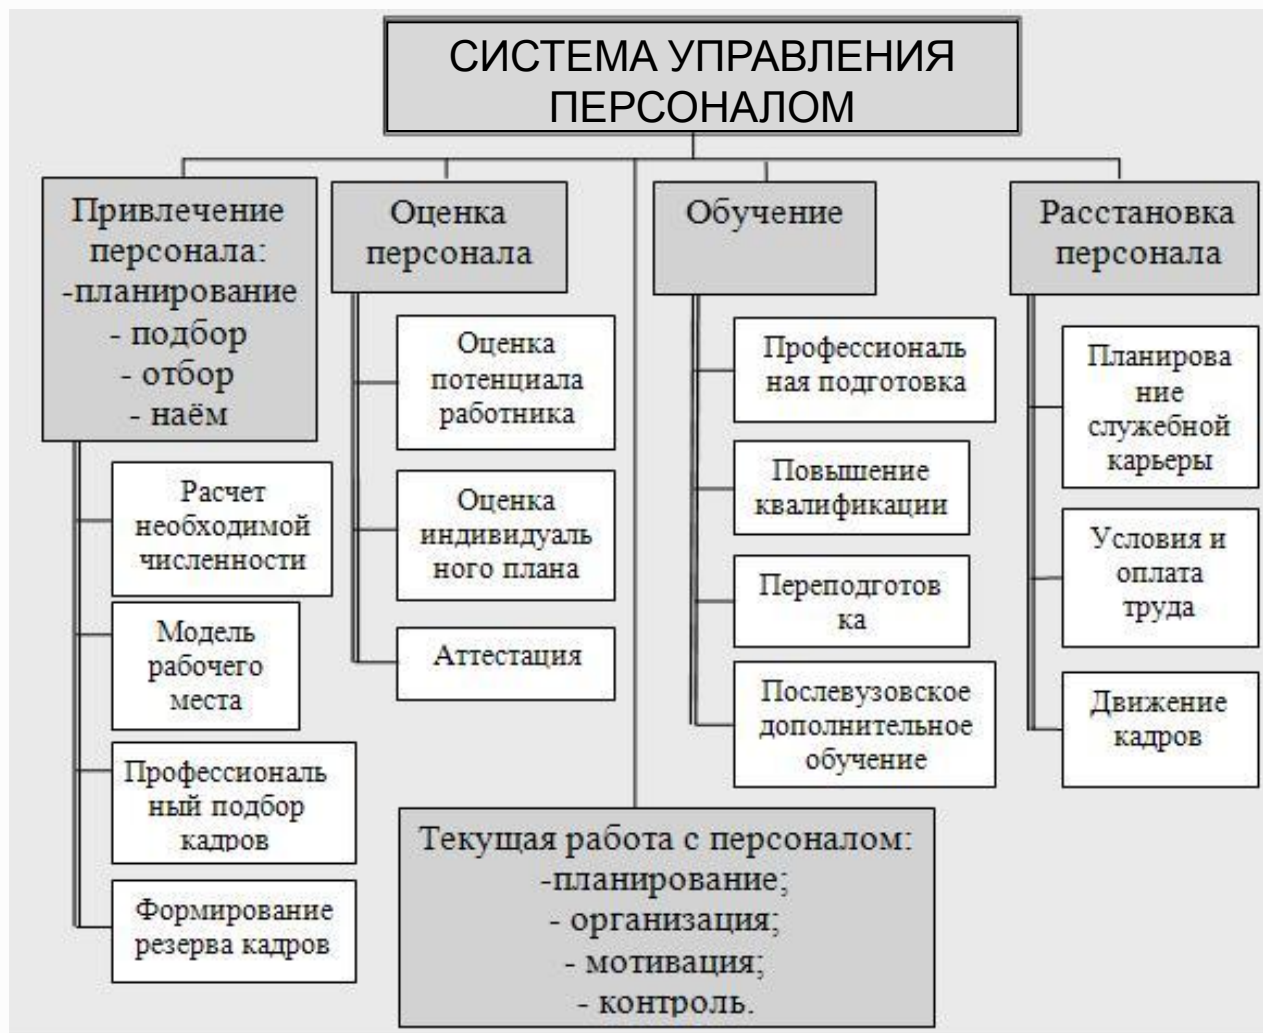 СИСТЕМА УПРАВЛЕНИЯ
ПЕРСОНАЛОМ
Привлечение
персонала:
-планирование
- подбор
- отбор
- наём
Расчет
необходимой
численности
Модель
рабочего
места
Профессиональ
ный подбор
кадров
Формирование
резерва кадров
Оценка
персонала
Оценка
потенциала
работника
Оценка
индивидуаль
ного плана
Аттестация
Обучение
Профессиональ
ная подготовка
Повышение
квалификации
Переподготов
ка
Послевузовское
дополнительное
обучение
Расстановка
персонала
Планирова
ние
служебной
карьеры
Условия и
оплата
труда
Движение
кадров
Текущая работа с персоналом:
-планирование;
- организация;
- мотивация;
- контроль.